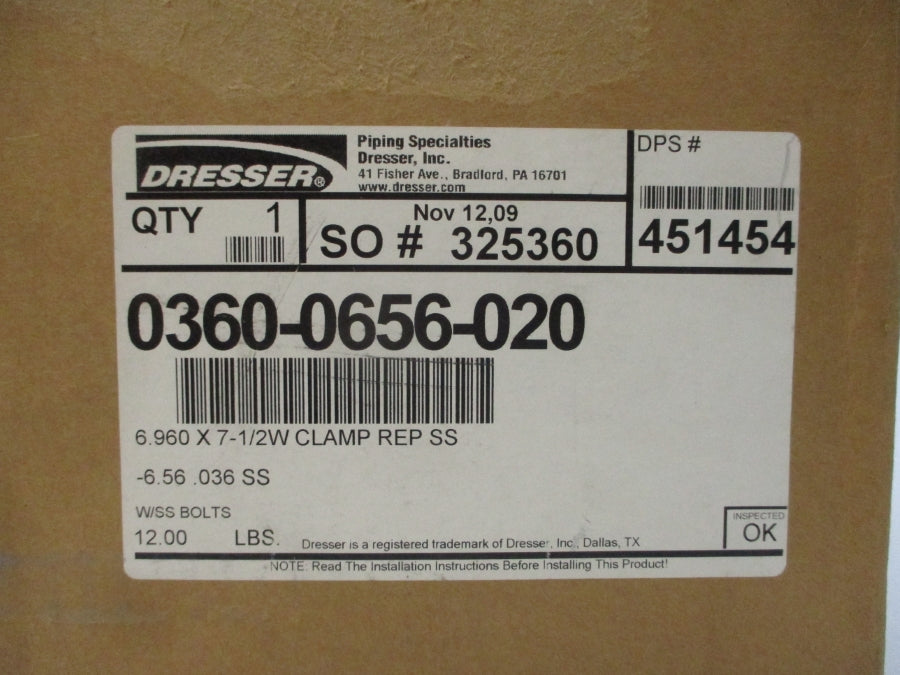 DRESSER®
Piping Specialties
Dresser, Inc.
41 Fisher Ave., Bradford, PA 16701
www.dresser.com
DPS #
451454
QTY 1
Nov 12,09
SO # 325360
0360-0656-020
6.960 X 7-1/2W CLAMP REP SS
-6.56 .036 SS
W/SS BOLTS
12.00 LBS.
Dresser is a registered trademark of Dresser, Inc., Dallas, TX
INSPECTED
OK
NOTE: Read The Installation Instructions Before Installing This Product!